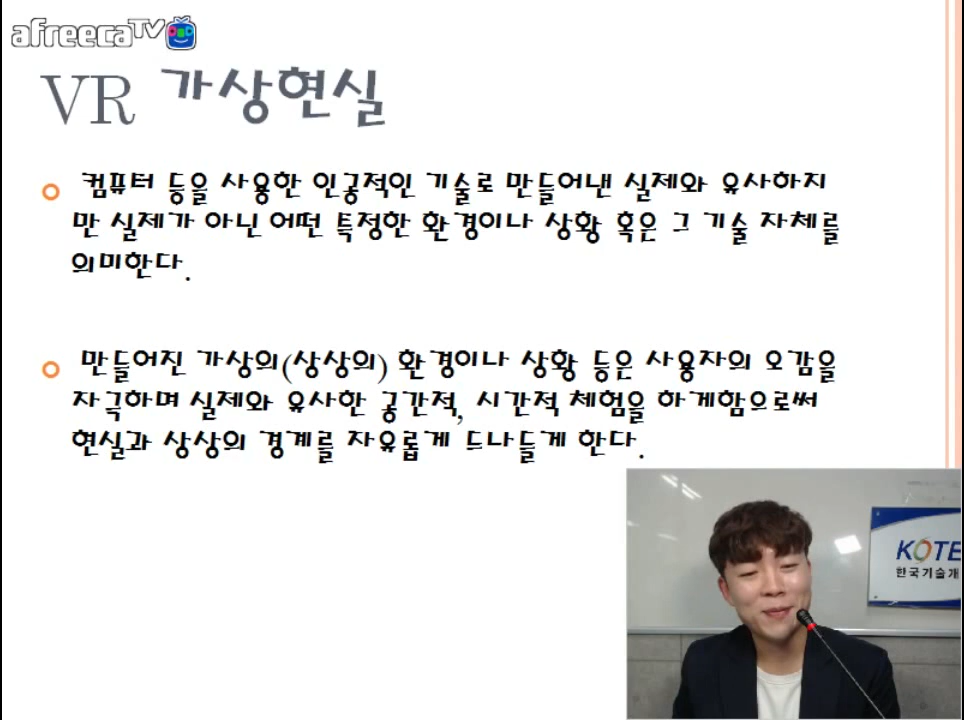 afreecaTV
VR 가상현실
컴퓨터 등을 사용한 인공적인 기술로 만들어낸 실제와 유사하지
만 실제가 아닌 어떤 특정한 환경이나 상황 혹은 그 기술 자체를
의미한다.
만들어진 가상의(상상의) 환경이나 상황 등은 사용자의 오감을
자극하며 실제와 유사한 공간적, 시간적 체험을 하게함으로써
현실과 상상의 경계를 자유롭게 드나들게 한다.
KOTE
한국기술개